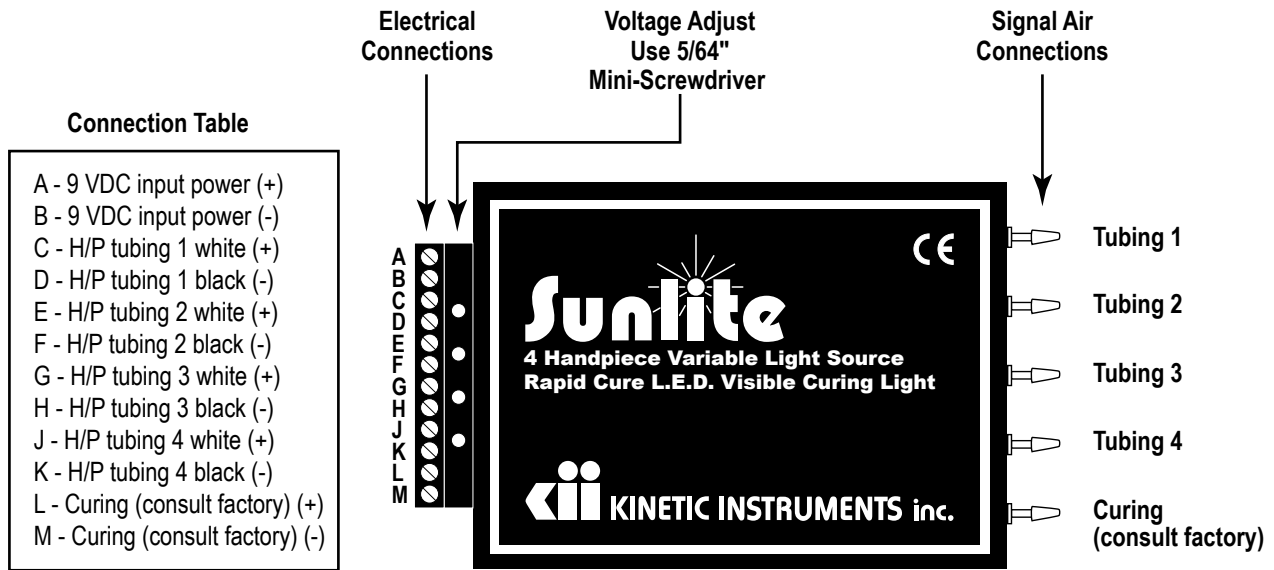 Electrical
Connections
Voltage Adjust
Use 5/64"
Mini-Screwdriver
Signal Air
Connections
Connection Table
A - 9 VDC input power (+)
B - 9 VDC input power (-)
C - H/P tubing 1 white (+)
D - H/P tubing 1 black (-)
E - H/P tubing 2 white (+)
F - H/P tubing 2 black (-)
G - H/P tubing 3 white (+)
H - H/P tubing 3 black (-)
J - H/P tubing 4 white (+)
K - H/P tubing 4 black (-)
L - Curing (consult factory) (+)
M - Curing (consult factory) (-)
A
B
C
D
E
F
G
H
J
K
L
M
CE
Sunlite
4 Handpiece Variable Light Source
Rapid Cure L.E.D. Visible Curing Light
kii KINETIC INSTRUMENTS inc.
Tubing 1
Tubing 2
Tubing 3
Tubing 4
Curing
(consult factory)